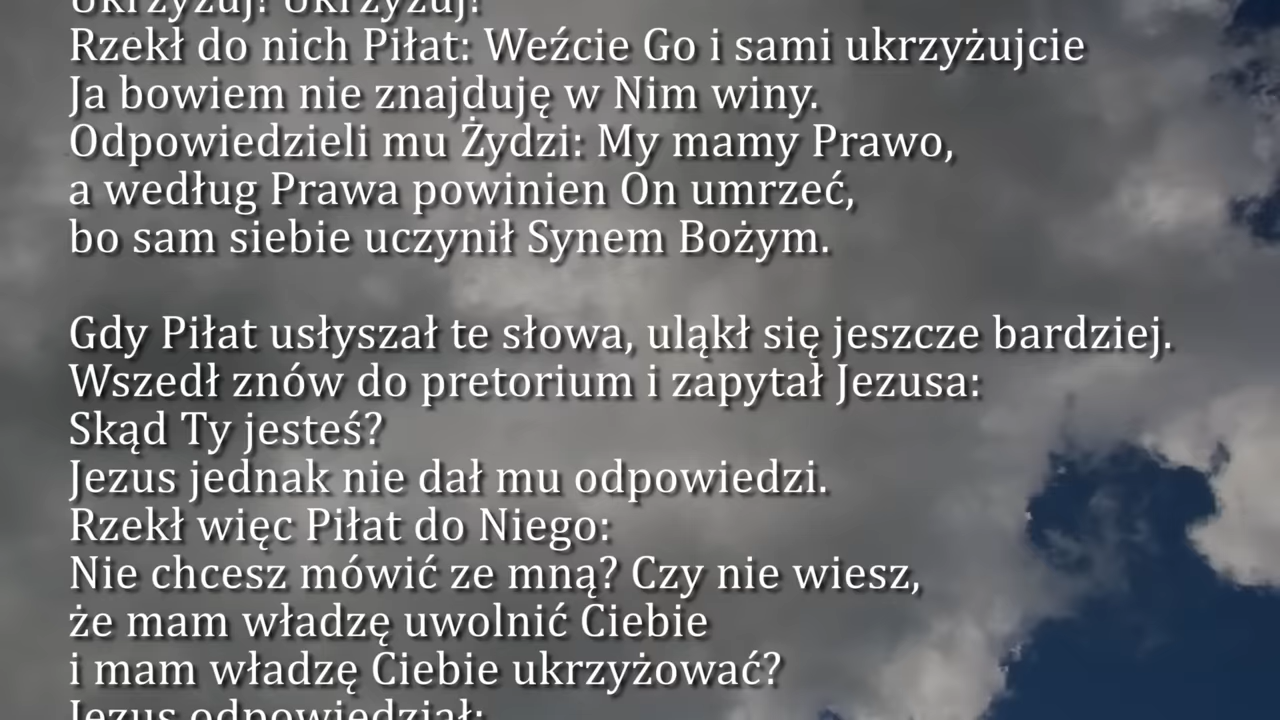 Ukrzyżuj! Ukrzyżuj!
Rzekł do nich Piłat: Weźcie Go i sami ukrzyżujcie
Ja bowiem nie znajduję w Nim winy.
Odpowiedzieli mu Żydzi: My mamy Prawo,
a według Prawa powinien On umrzeć,
bo sam siebie uczynił Synem Bożym.
Gdy Piłat usłyszał te słowa, uląkł się jeszcze bardziej.
Wszedł znów do pretorium i zapytał Jezusa:
Skąd Ty jesteś?
Jezus jednak nie dał mu odpowiedzi.
Rzekł więc Piłat do Niego:
Nie chcesz mówić ze mną? Czy nie wiesz,
że mam władzę uwolnić Ciebie
i mam władzę Ciebie ukrzyżować?
Jezus odpowiedział: